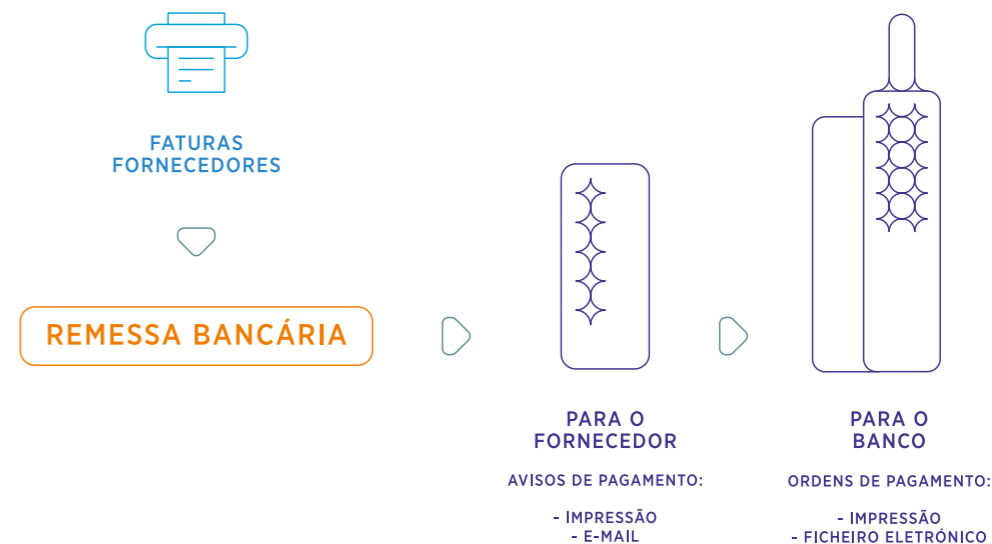 FATURAS
FORNECEDORES
REMESSA BANCÁRIA
PARA O
FORNECEDOR
AVISOS DE PAGAMENTO:
- IMPRESSÃO
- E-MAIL
PARA O
BANCO
ORDENS DE PAGAMENTO:
- IMPRESSÃO
- FICHEIRO ELETRÓNICO